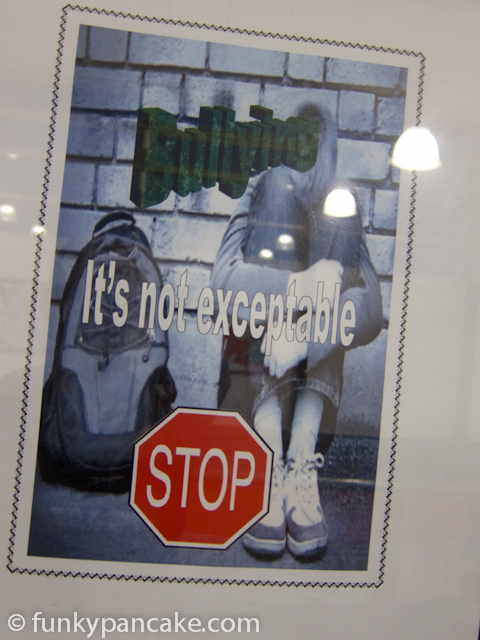 Bullying
It's not exceptable
STOP
© funkypancake.com